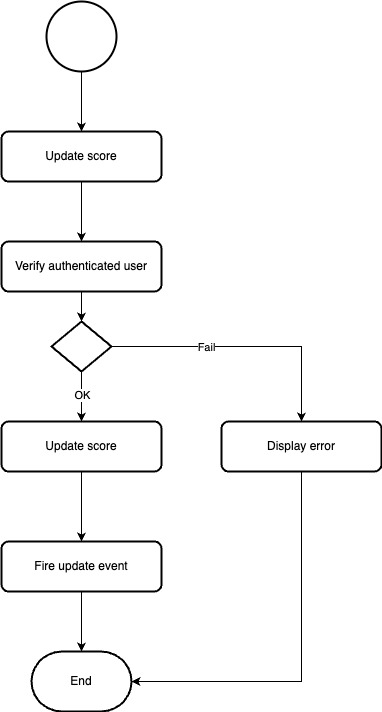 Update score
Verify authenticated user
Fail
OK
Update score
Display error
Fire update event
End